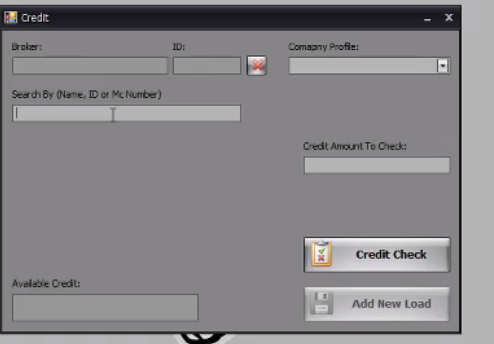 Credit
Broker:
ID:
Comapny Profile:
Search By (Name, ID or Mc Number)
Credit Amount To Check:
Credit Check
Available Credit:
Add New Load